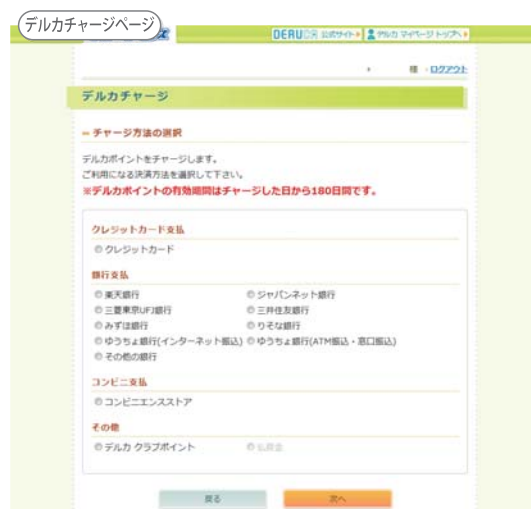 デルカチャージページ
DERUCA 公式サイト
デルカ マイページ トップへ
様
ログアウト
デルカチャージ
チャージ方法の選択
デルカポイントをチャージします。
ご利用になる決済方法を選択して下さい。
※デルカポイントの有効期間はチャージした日から180日間です。
クレジットカード支払
クレジットカード
銀行支払
楽天銀行 ジャパンネット銀行
三菱東京UFJ銀行 三井住友銀行
みずほ銀行 りそな銀行
ゆうちょ銀行(インターネット振込) ゆうちょ銀行(ATM振込・窓口振込)
その他の銀行
コンビニ支払
コンビニエンスストア
その他
デルカ クラブポイント 払戻金
戻る 次へ